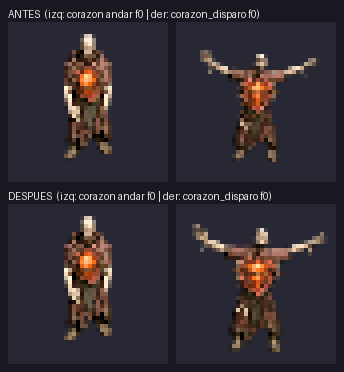 ANTES (izq: corazon andar f0 | der: corazon_disparo f0)
DESPUES (izq: corazon andar f0 | der: corazon_disparo f0)